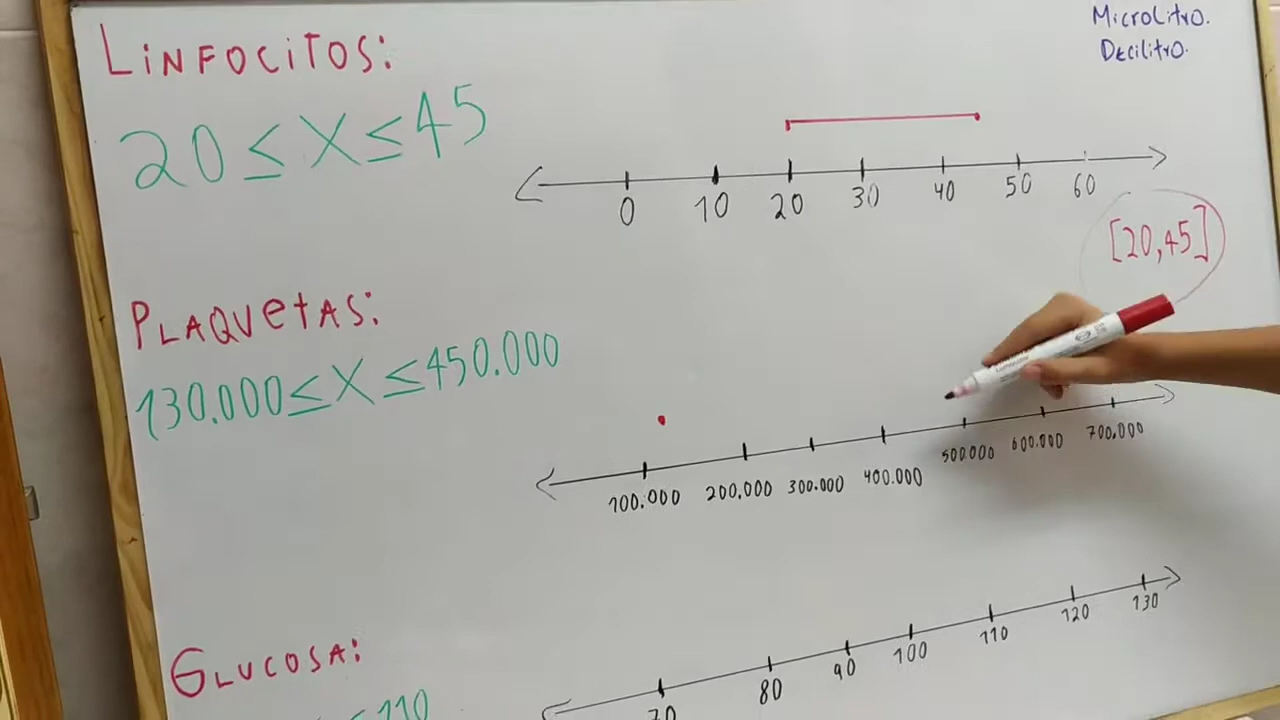 MicroLitro.
Decilitro.
LINFOCITOS:
20 ≤ X ≤ 45
0 10 20 30 40 50 60
[20,45]
PLAQUETAS:
130.000 ≤ X ≤ 450.000
100.000 200.000 300.000 400.000 500.000 600.000 700.000
GLUCOSA:
≤ 110
70 80 90 100 110 120 130